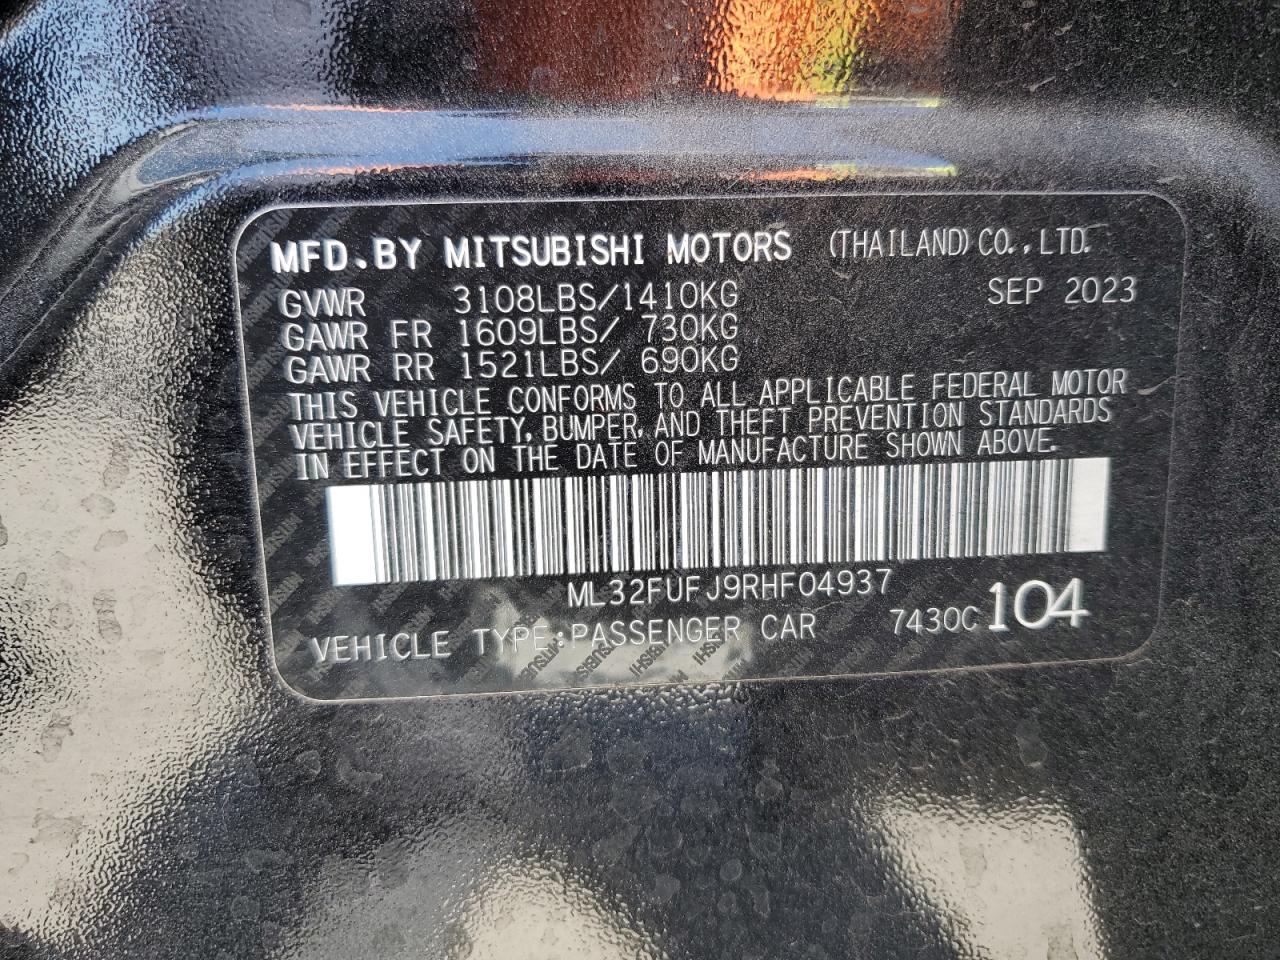 MFD.BY MITSUBISHI MOTORS (THAILAND)CO.,LTD.
GVWR 3108LBS/1410KG SEP 2023
GAWR FR 1609LBS/ 730KG
GAWR RR 1521LBS/ 690KG
THIS VEHICLE CONFORMS TO ALL APPLICABLE FEDERAL MOTOR
VEHICLE SAFETY,BUMPER,AND THEFT PREVENTION STANDARDS
IN EFFECT ON THE DATE OF MANUFACTURE SHOWN ABOVE.
ML32FUFJ9RHF04937
VEHICLE TYPE:PASSENGER CAR 7430C 104